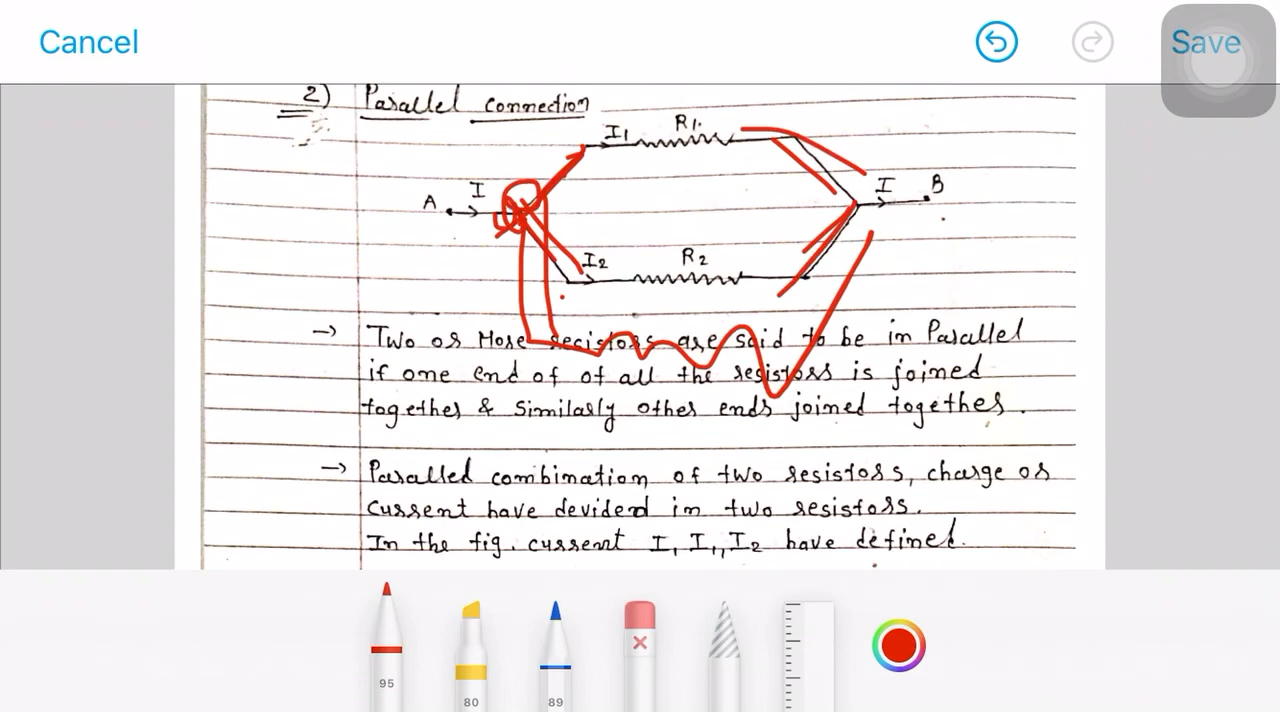 Cancel
Save
2) Parallel connection
I1 R1.
A I
I B
I2 R2
→ Two or More recistors are said to be in Parallel
if one end of of all the resistors is joined
together & Similarly other ends joined together.
→ Paralled combination of two resistors, charge or
current have devided in two resistors.
In the fig. current I, I1, I2 have defined.
95
80
89